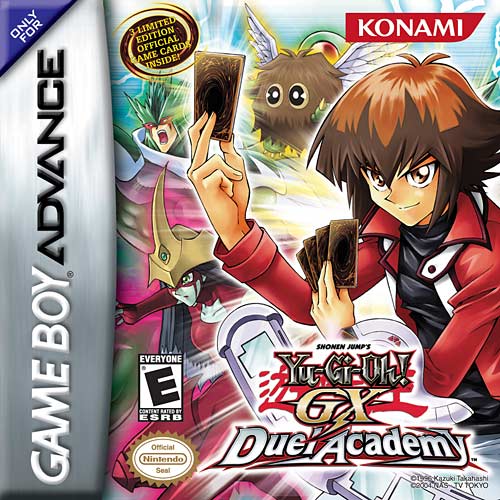 ONLY
FOR
GAME BOY ADVANCE
3 LIMITED
EDITION
OFFICIAL
GAME CARDS
INSIDE!
KONAMI
EVERYONE
E
CONTENT RATED BY
ESRB
Official
Nintendo
Seal
SHONEN JUMP'S
Yu-Gi-Oh!
GX
Duel Academy™
©1996 Kazuki Takahashi
©2004 NAS • TV TOKYO